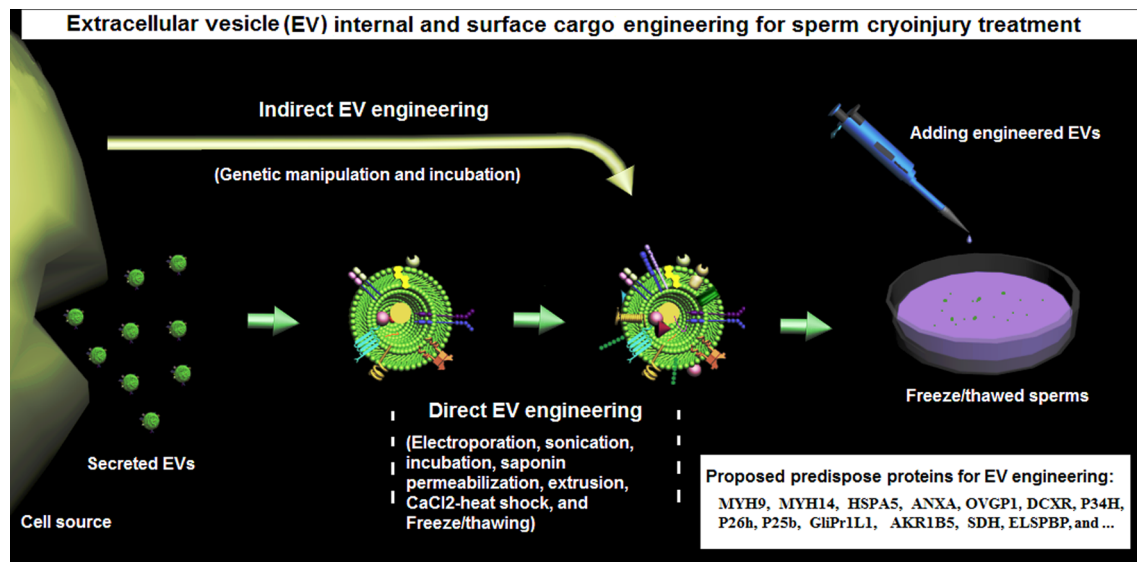 Extracellular vesicle (EV) internal and surface cargo engineering for sperm cryoinjury treatment
Indirect EV engineering
(Genetic manipulation and incubation)
Adding engineered EVs
Secreted EVs
Cell source
Direct EV engineering
(Electroporation, sonication,
incubation, saponin
permeabilization, extrusion,
CaCl2-heat shock, and
Freeze/thawing)
Freeze/thawed sperms
Proposed predispose proteins for EV engineering:
MYH9, MYH14, HSPA5, ANXA, OVGP1, DCXR, P34H,
P26h, P25b, GliPr1L1, AKR1B5, SDH, ELSPBP, and ...